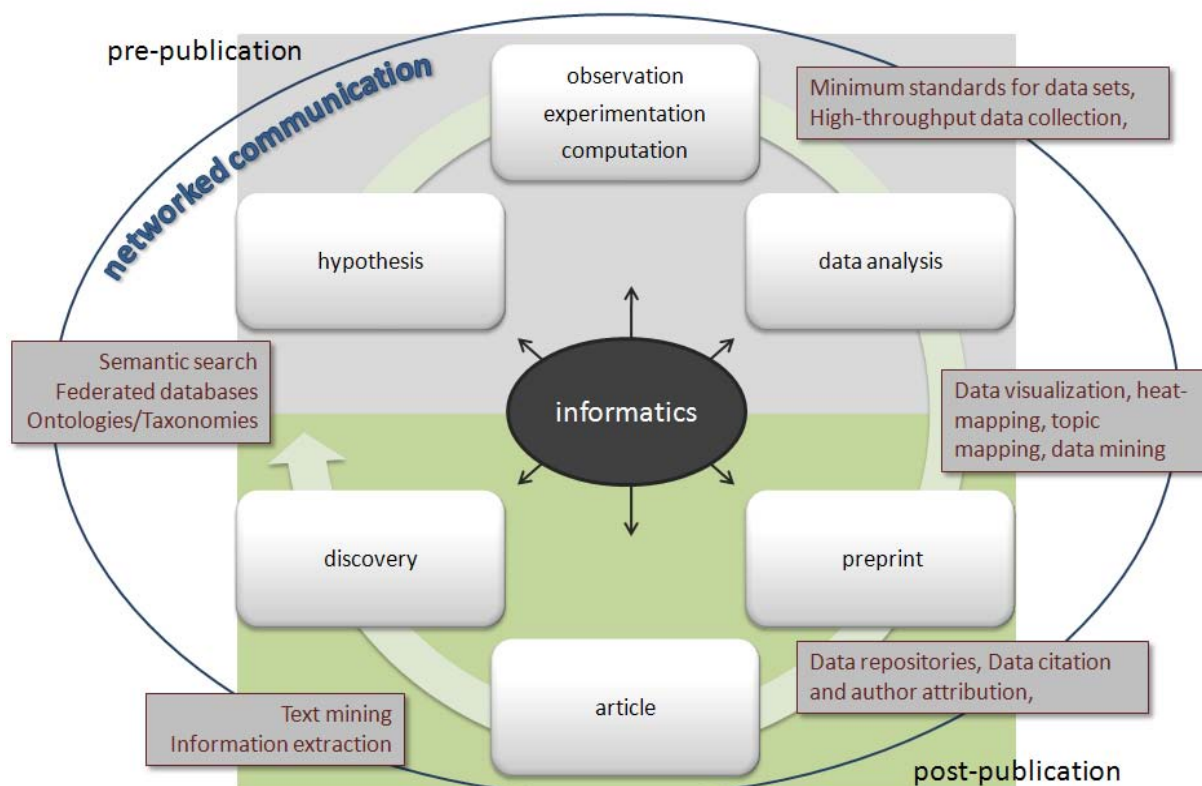 pre-publication
networked communication
observation
experimentation
computation
Minimum standards for data sets,
High-throughput data collection,
hypothesis
data analysis
Semantic search
Federated databases
Ontologies/Taxonomies
informatics
Data visualization, heat-
mapping, topic
mapping, data mining
discovery
preprint
Text mining
Information extraction
article
Data repositories, Data citation
and author attribution,
post-publication